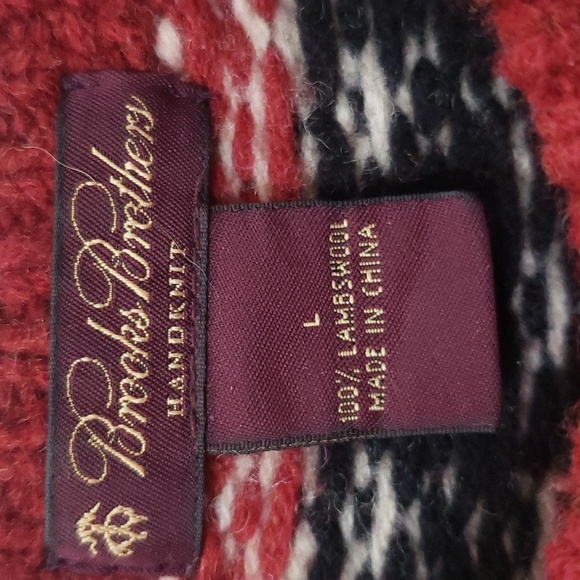 Brooks Brothers
HANDKNIT
L
100% LAMBSWOOL
MADE IN CHINA